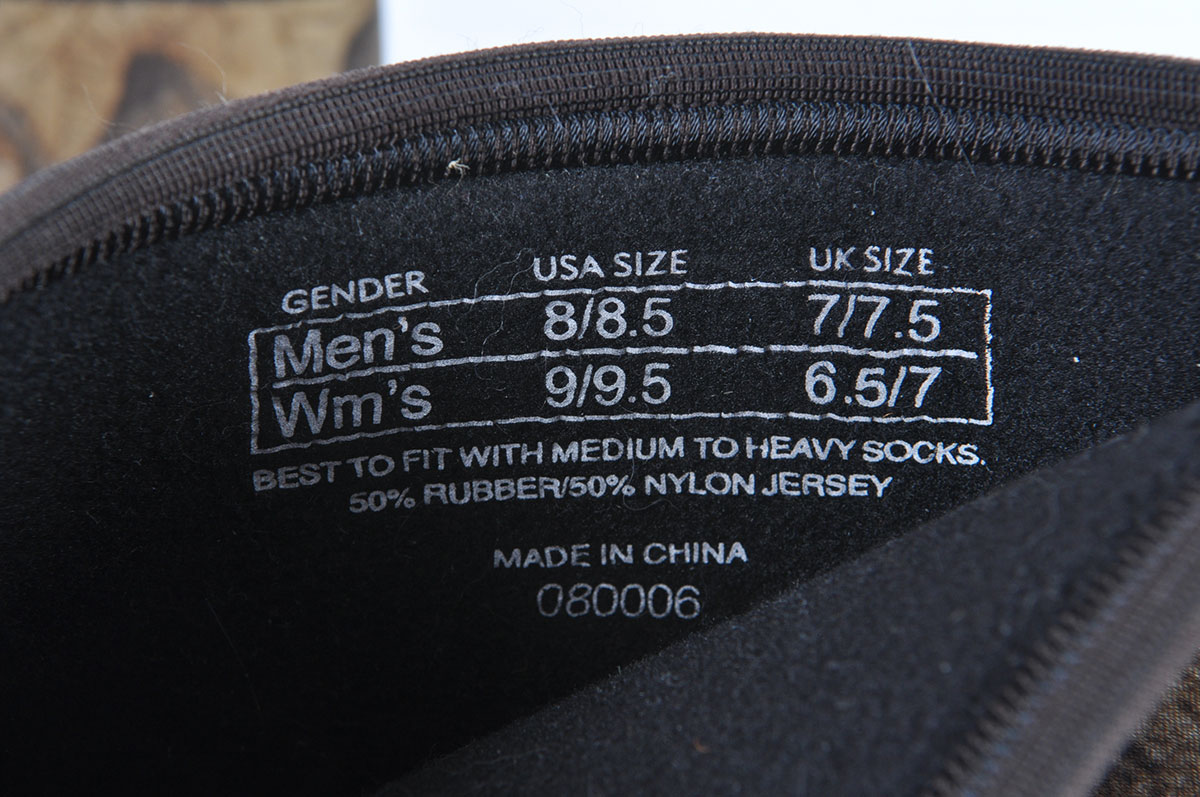 GENDER USA SIZE UK SIZE
Men's 8/8.5 7/7.5
Wm's 9/9.5 6.5/7
BEST TO FIT WITH MEDIUM TO HEAVY SOCKS.
50% RUBBER/50% NYLON JERSEY
MADE IN CHINA
080006